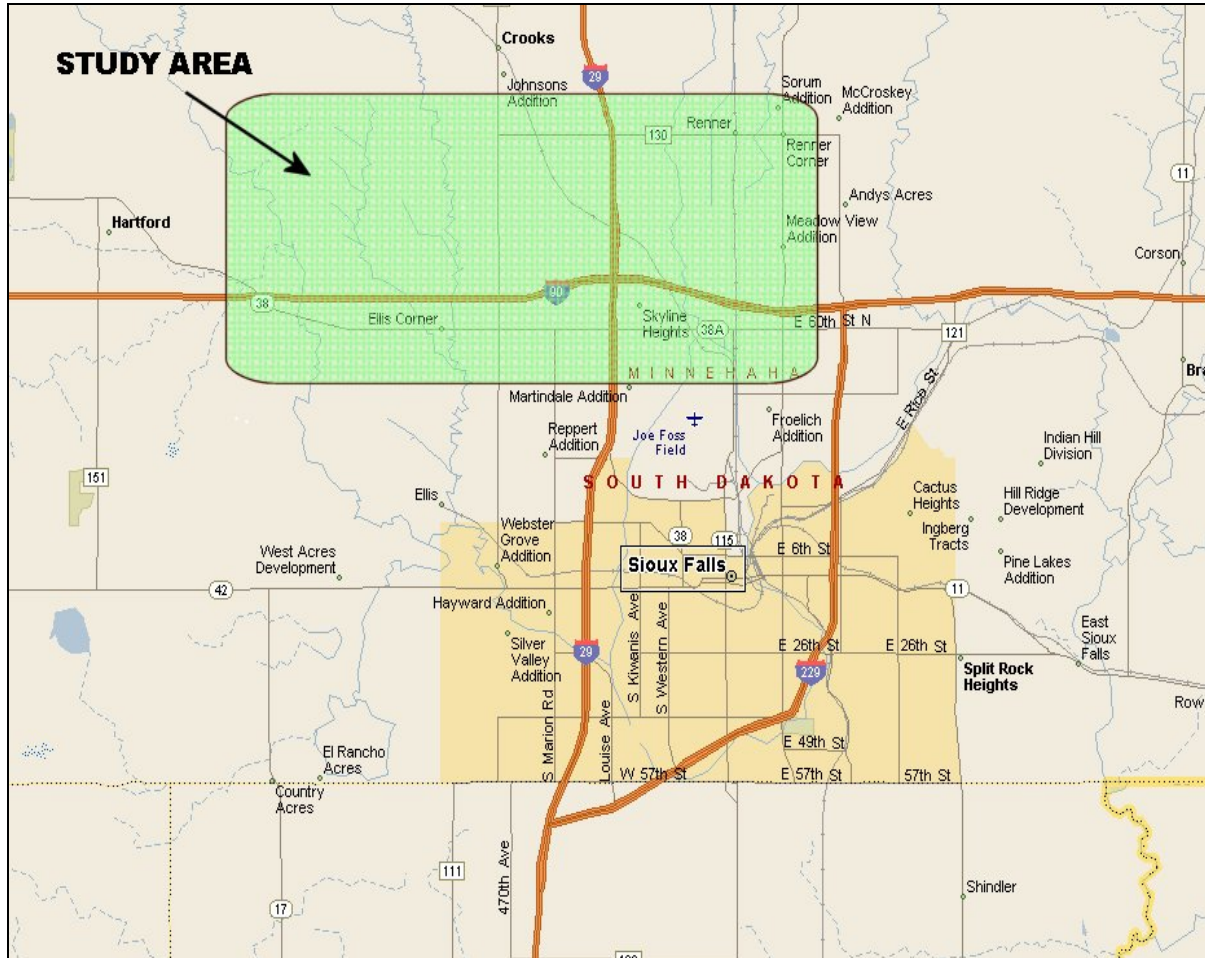 Crooks
STUDY AREA
29
Johnsons
Addition
Sorum
Addition
McCroskey
Addition
Renner
130
Renner
Corner
11
Andys Acres
Hartford
Meadow View
Addition
Corson
90
38
Skyline
Heights
Ellis Corner
38A
E 60th St N
121
MINNEHAHA
Bra
Martindale Addition
E Rice St
Joe Foss
Field
Froelich
Addition
Reppert
Addition
Indian Hill
Division
151
SOUTH DAKOTA
Ellis
Cactus
Heights
Hill Ridge
Development
Ingberg
Tracts
Webster
Grove
Addition
38
115
E 6th St
West Acres
Development
Sioux Falls
Pine Lakes
Addition
42
11
Hayward Addition
S Kiwanis Ave
S Western Ave
East
Sioux
Falls
Silver
Valley
Addition
29
E 26th St
E 26th St
229
Split Rock
Heights
Row
S Marion Rd
Louise Ave
E 49th St
El Rancho
Acres
W 57th St
E 57th St
57th St
Country
Acres
470th Ave
111
17
Shindler